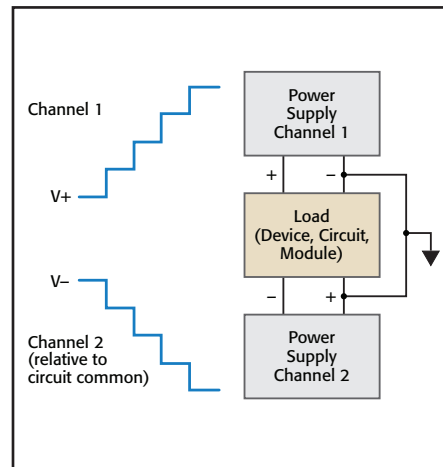 Channel 1
V+
V–
Channel 2
(relative to
circuit common)
Power
Supply
Channel 1
+ –
Load
(Device, Circuit,
Module)
– +
Power
Supply
Channel 2